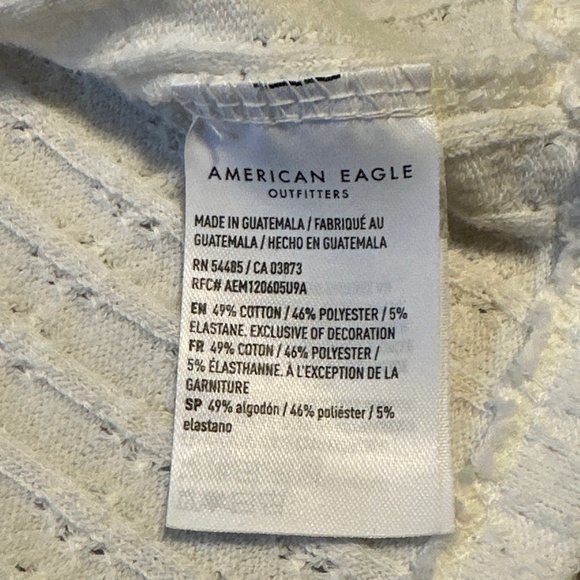 AMERICAN EAGLE
OUTFITTERS
MADE IN GUATEMALA / FABRIQUÉ AU
GUATEMALA / HECHO EN GUATEMALA
RN 54485 / CA 03873
RFC# AEM120605U9A
EN 49% COTTON / 46% POLYESTER / 5%
ELASTANE. EXCLUSIVE OF DECORATION
FR 49% COTON / 46% POLYESTER /
5% ÉLASTHANNE. À L'EXCEPTION DE LA
GARNITURE
SP 49% algodón / 46% poliéster / 5%
elastano